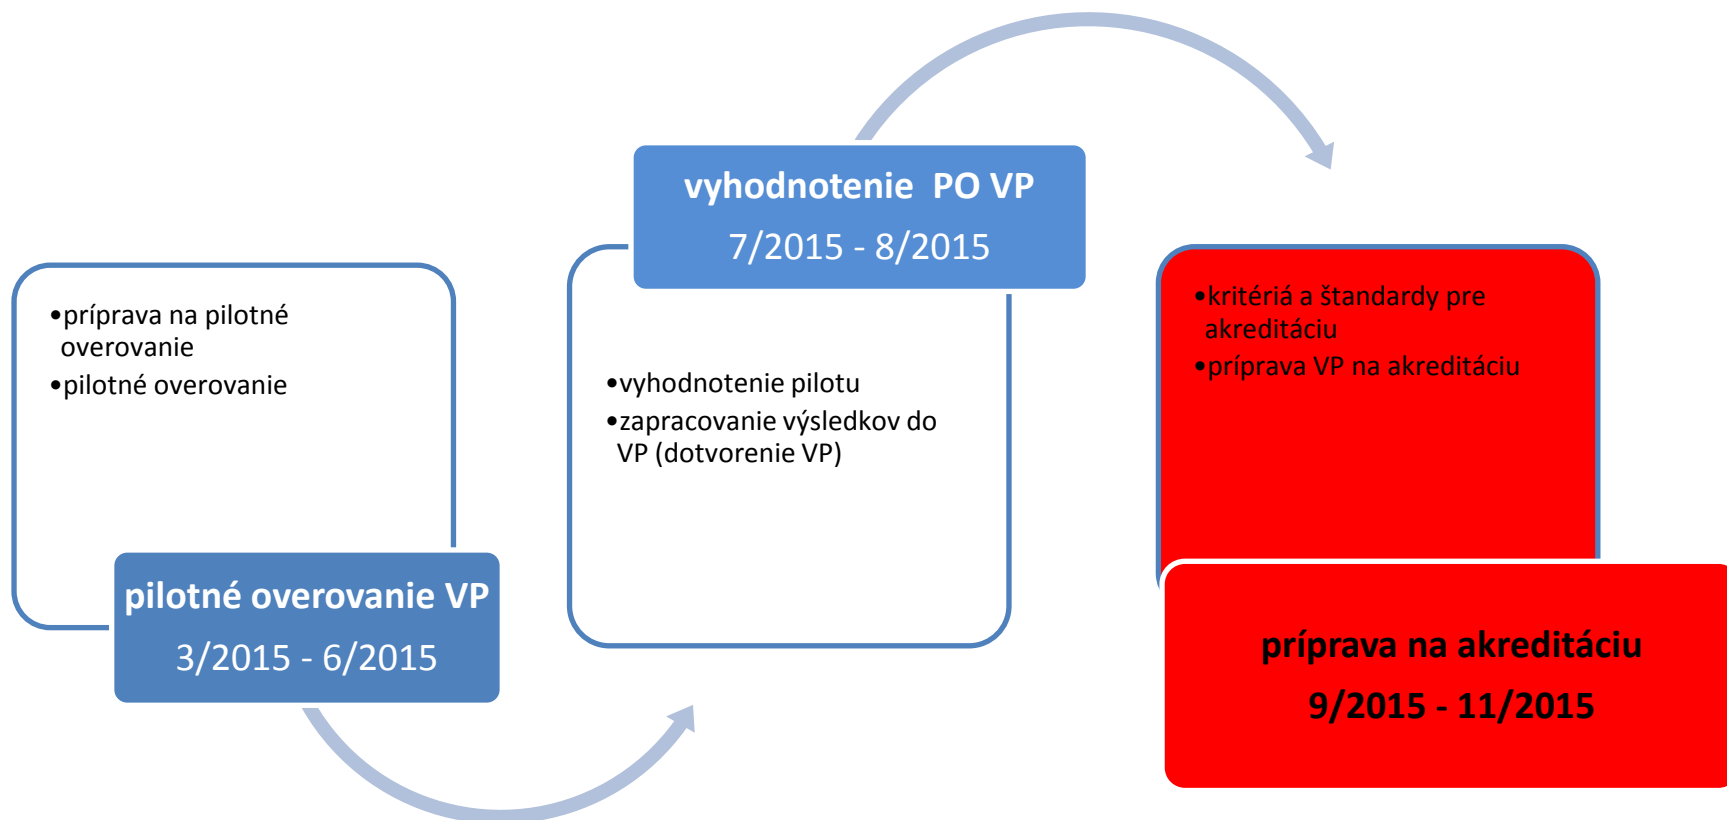 •príprava na pilotné
overovanie
•pilotné overovanie
pilotné overovanie VP
3/2015 - 6/2015
vyhodnotenie  PO VP
7/2015 - 8/2015
•vyhodnotenie pilotu
•zapracovanie výsledkov do
VP (dotvorenie VP)
•kritériá a štandardy pre
akreditáciu
•príprava VP na akreditáciu
príprava na akreditáciu
9/2015 - 11/2015